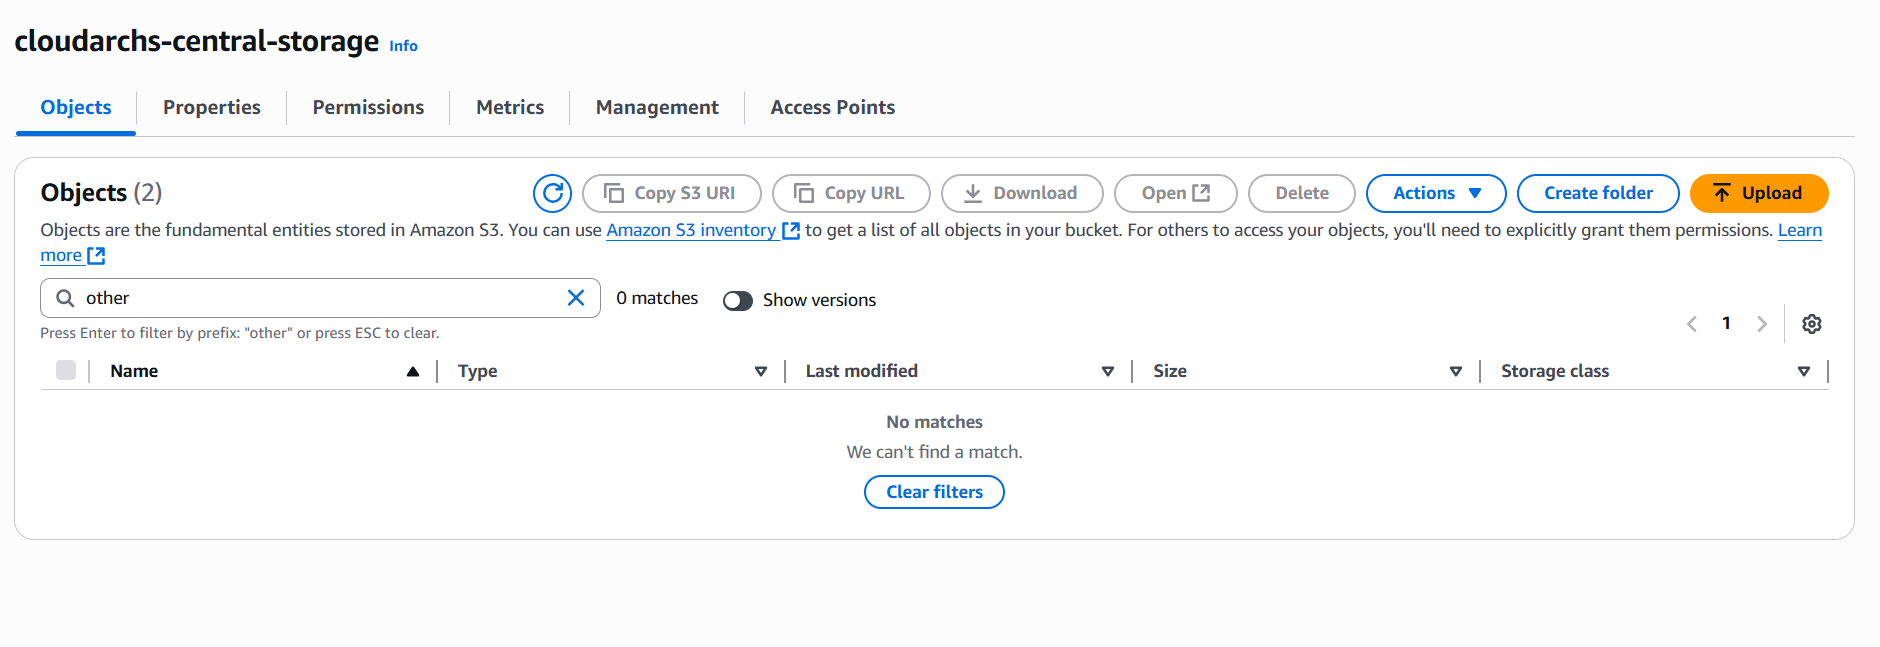 cloudarchs-central-storage Info
Objects Properties Permissions Metrics Management Access Points
Objects (2) Copy S3 URI Copy URL Download Open Delete Actions Create folder Upload
Objects are the fundamental entities stored in Amazon S3. You can use Amazon S3 inventory to get a list of all objects in your bucket. For others to access your objects, you'll need to explicitly grant them permissions. Learn
more
other 0 matches Show versions
1
Press Enter to filter by prefix: "other" or press ESC to clear.
Name Type Last modified Size Storage class
No matches
We can't find a match.
Clear filters